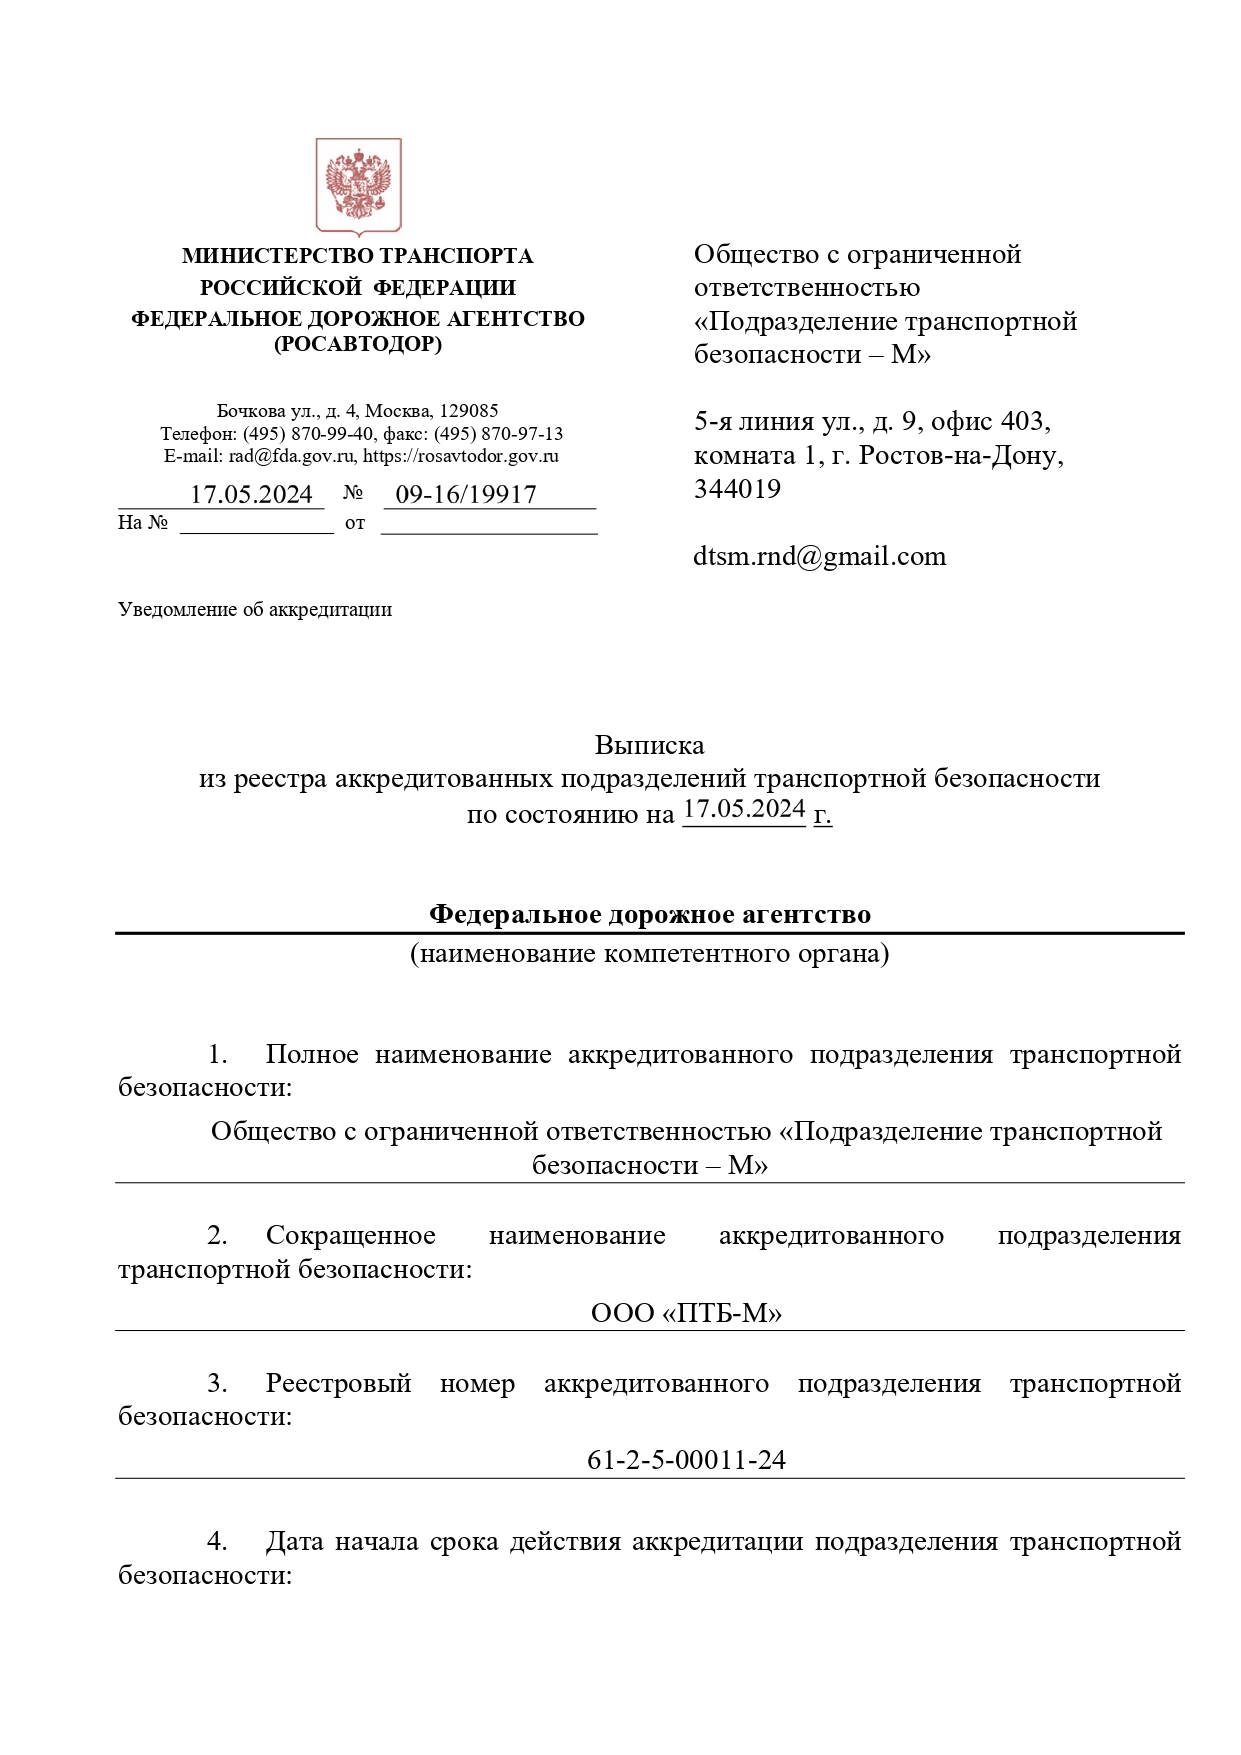 МИНИСТЕРСТВО ТРАНСПОРТА
РОССИЙСКОЙ ФЕДЕРАЦИИ
ФЕДЕРАЛЬНОЕ ДОРОЖНОЕ АГЕНТСТВО
(РОСАВТОДОР)
Бочкова ул., д. 4, Москва, 129085
Телефон: (495) 870-99-40, факс: (495) 870-97-13
E-mail: rad@fda.gov.ru, https://rosavtodor.gov.ru
17.05.2024 № 09-16/19917
На № от
Уведомление об аккредитации
Общество с ограниченной
ответственностью
«Подразделение транспортной
безопасности – М»
5-я линия ул., д. 9, офис 403,
комната 1, г. Ростов-на-Дону,
344019
dtsm.rnd@gmail.com
Выписка
из реестра аккредитованных подразделений транспортной безопасности
по состоянию на 17.05.2024 г.
Федеральное дорожное агентство
(наименование компетентного органа)
1. Полное наименование аккредитованного подразделения транспортной
безопасности:
Общество с ограниченной ответственностью «Подразделение транспортной
безопасности – М»
2. Сокращенное наименование аккредитованного подразделения
транспортной безопасности:
ООО «ПТБ-М»
3. Реестровый номер аккредитованного подразделения транспортной
безопасности:
61-2-5-00011-24
4. Дата начала срока действия аккредитации подразделения транспортной
безопасности: